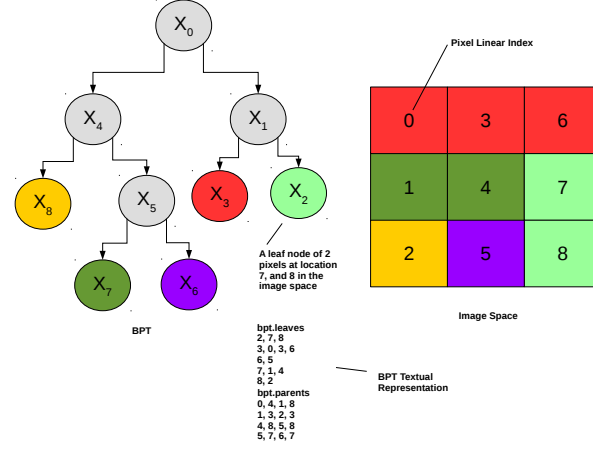 X0
X4
X1
X8
X5
X3
X2
X7
X6
BPT
A leaf node of 2
pixels at location
7, and 8 in the
image space
Pixel Linear Index
0 3 6
1 4 7
2 5 8
Image Space
bpt.leaves
2, 7, 8
3, 0, 3, 6
6, 5
7, 1, 4
8, 2
bpt.parents
0, 4, 1, 8
1, 3, 2, 3
4, 8, 5, 8
5, 7, 6, 7
BPT Textual
Representation